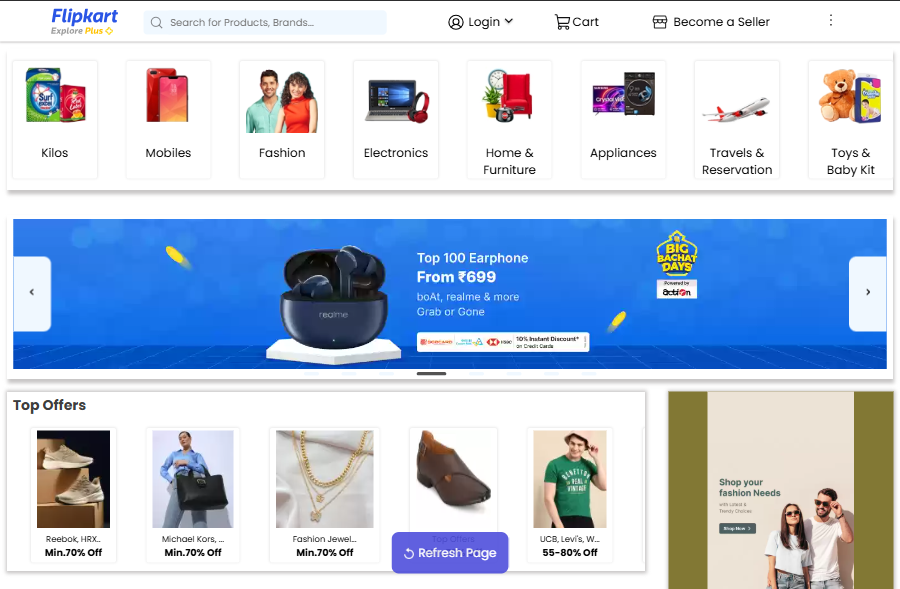 Flipkart
Explore Plus
Search for Products, Brands...
Login
Cart
Become a Seller
Surf excel
Kilos
Mobiles
Fashion
Electronics
Home &
Furniture
Appliances
Travels &
Reservation
Toys &
Baby Kit
Top 100 Earphone
From ₹699
boAt, realme & more
Grab or Gone
realme
10% Instant Discount*
on Credit Cards
HSBC
BIG
BACHAT
DAYS
Powered by
action
Top Offers
Reebok, HRX..
Min.70% Off
Michael Kors, ...
Min.70% Off
Fashion Jewel...
Min.70% Off
Top Offers
UCB, Levi's, W...
55-80% Off
Refresh Page
Shop your
fashion Needs
with Latest &
Trendy Choices
Shop Now >